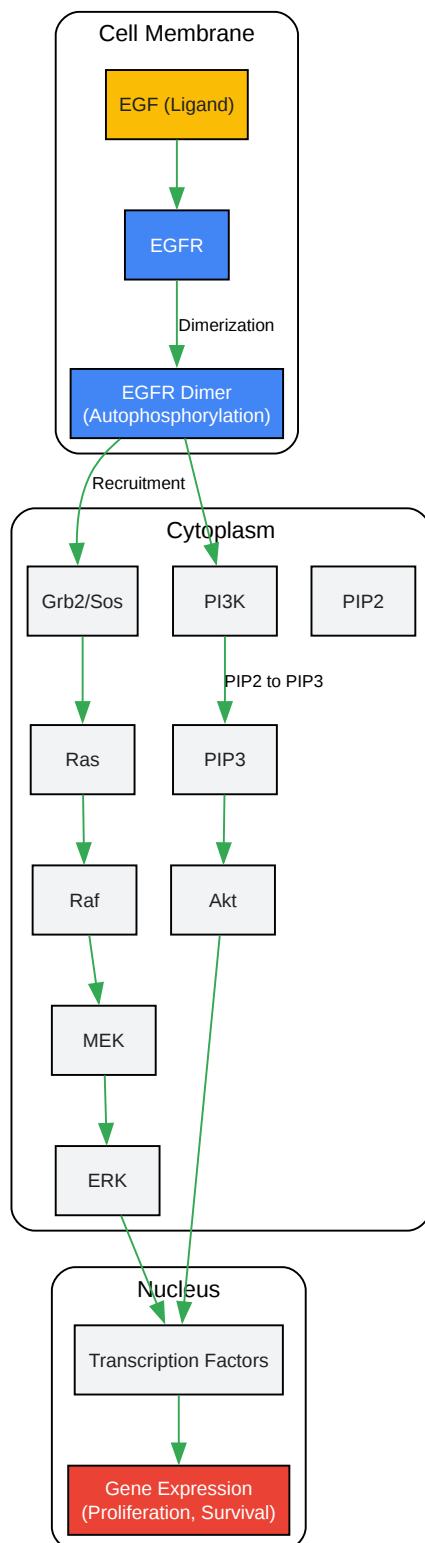 Cell Membrane
EGF (Ligand)
EGFR
Dimerization
EGFR Dimer
(Autophosphorylation)
Recruitment
Cytoplasm
Grb2/Sos
PI3K
PIP2
PIP2 to PIP3
Ras
PIP3
Raf
Akt
MEK
ERK
Nucleus
Transcription Factors
Gene Expression
(Proliferation, Survival)